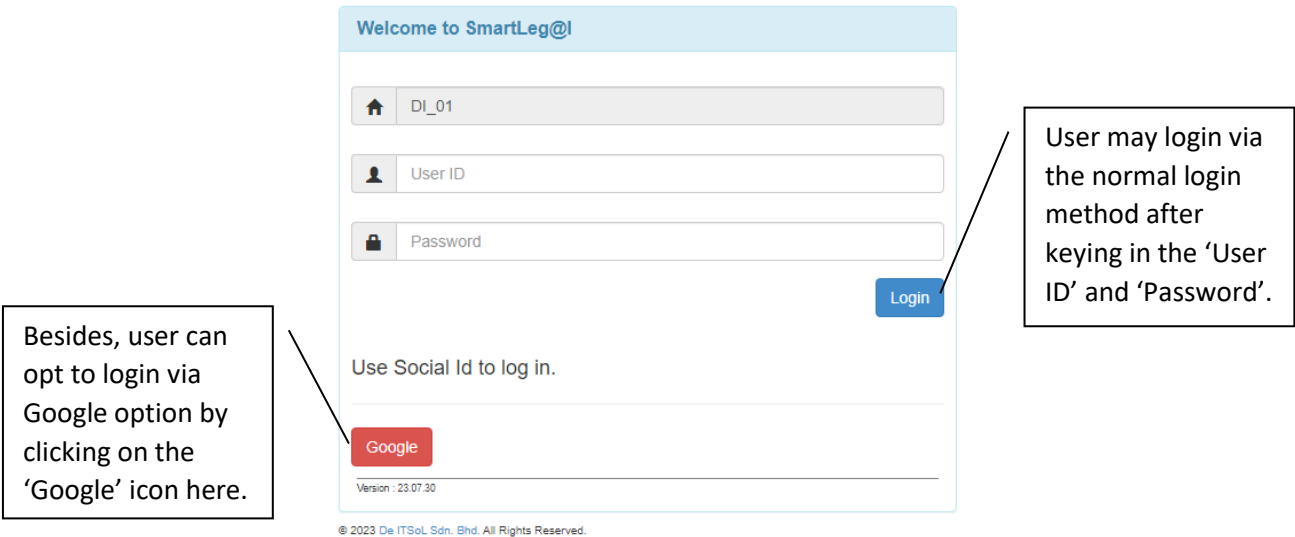 Welcome to SmartLeg@l
DI_01
User ID
Password
Login
User may login via
the normal login
method after
keying in the ‘User
ID’ and ‘Password’.
Use Social Id to log in.
Google
Besides, user can
opt to login via
Google option by
clicking on the
‘Google’ icon here.
Version : 23.07.30
© 2023 De ITSoL Sdn. Bhd. All Rights Reserved.